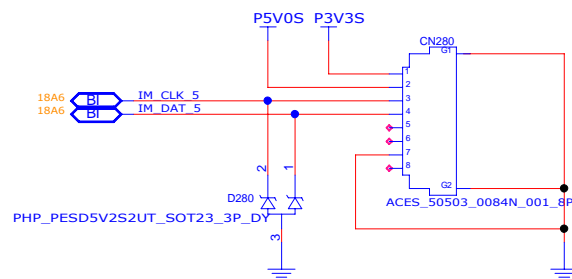 P5V0S P3V3S
CN280
G1
1
2
18A6 BI IM_CLK_5 3
18A6 BI IM_DAT_5 4
5
6
7
8
2 1
D280
G2
PHP_PESD5V2S2UT_SOT23_3P_DY
ACES_50503_0084N_001_8P
3